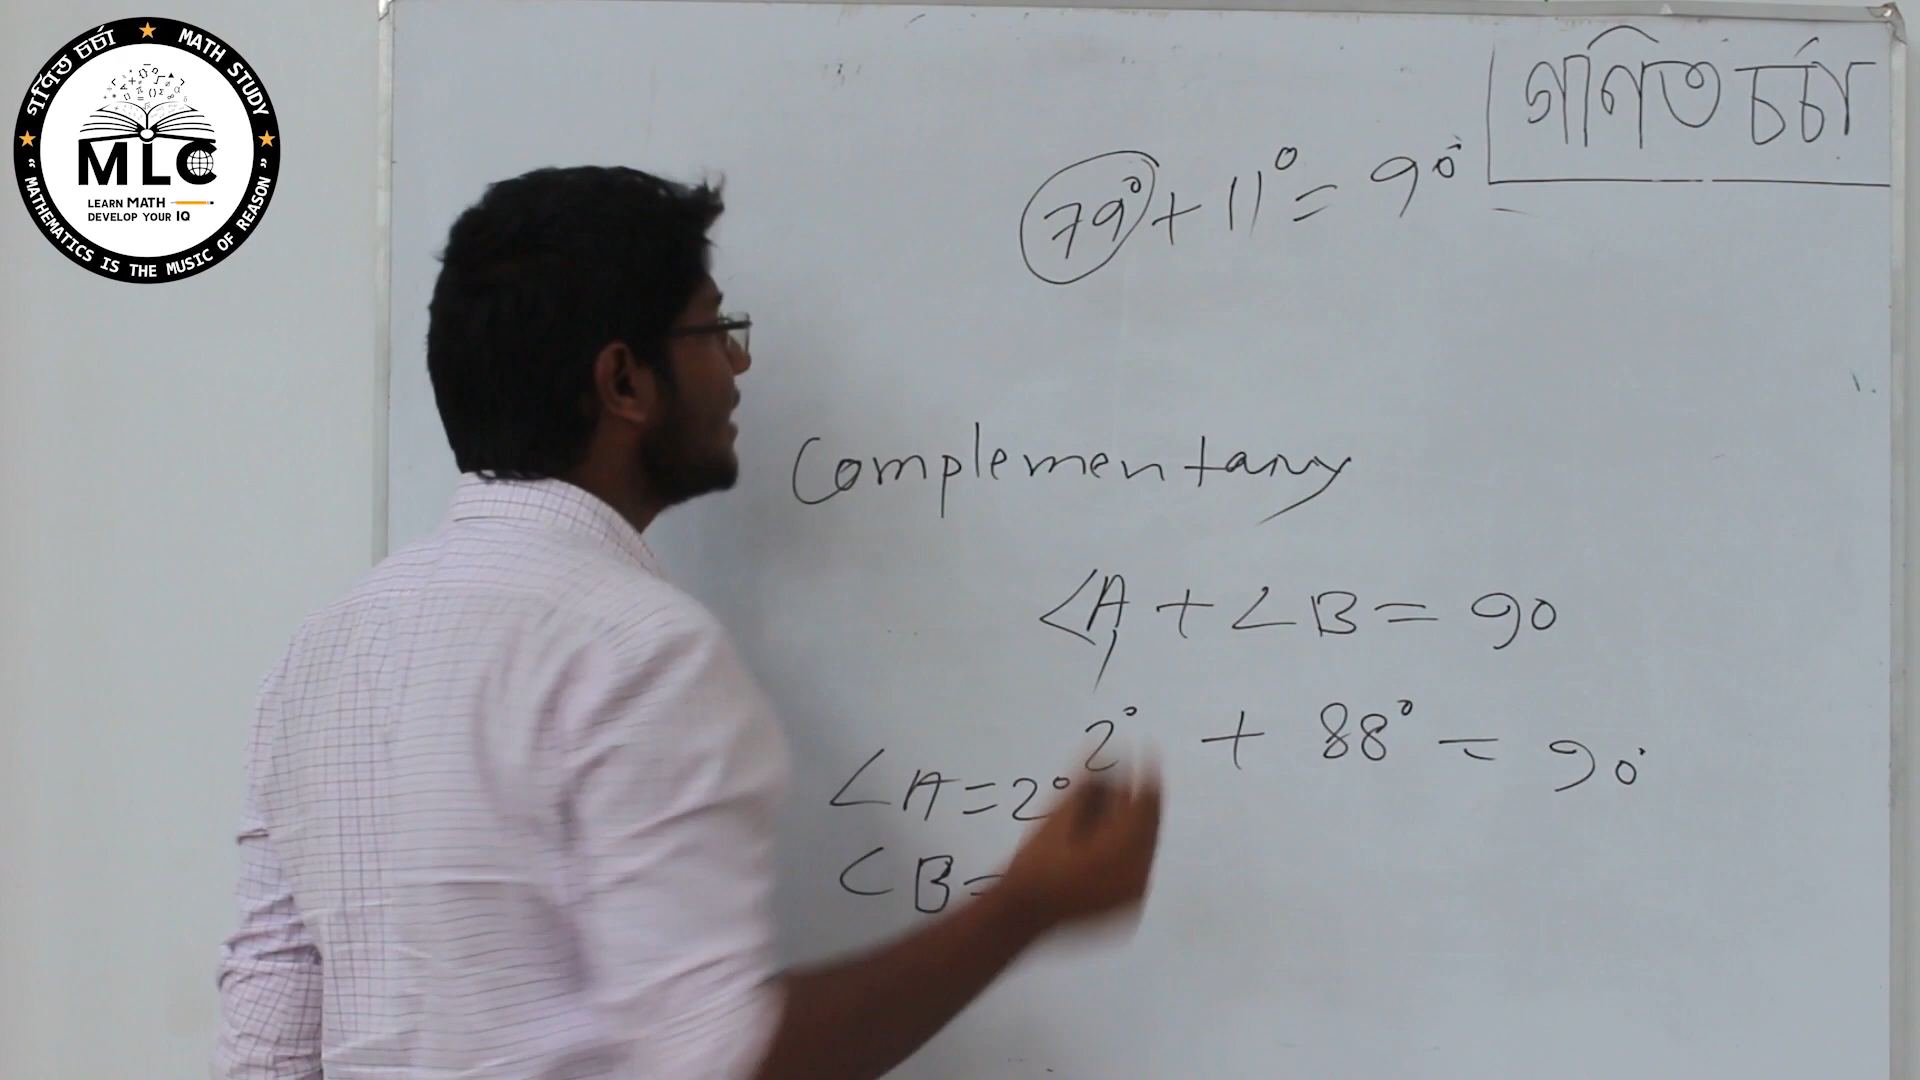 গণিত চর্চা ★ MATH STUDY
MLC
LEARN MATH
DEVELOP YOUR IQ
★ "MATHEMATICS IS THE MUSIC OF REASON" ★
গণিত চর্চা
79° + 11° = 90°
Complementary
∠A + ∠B = 90
2° + 88° = 90°
∠A = 2°
∠B =